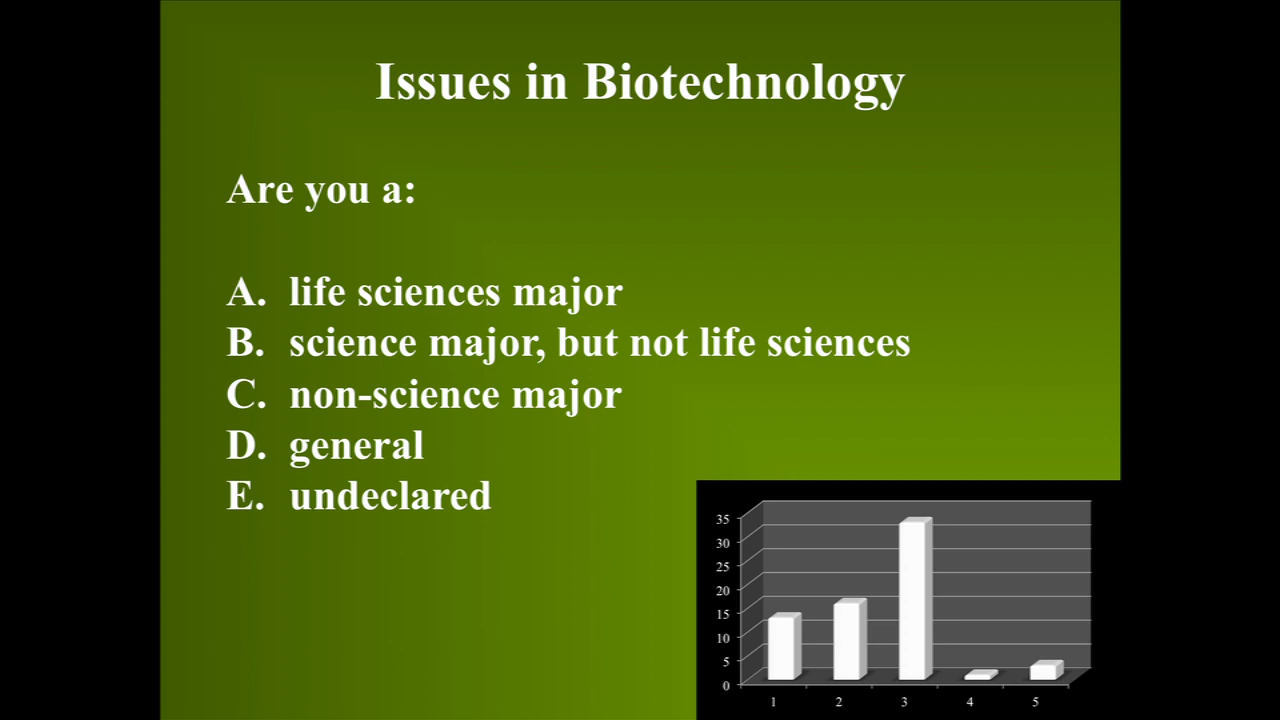 Issues in Biotechnology
Are you a:
A. life sciences major
B. science major, but not life sciences
C. non-science major
D. general
E. undeclared
35
30
25
20
15
10
5
0
1 2 3 4 5